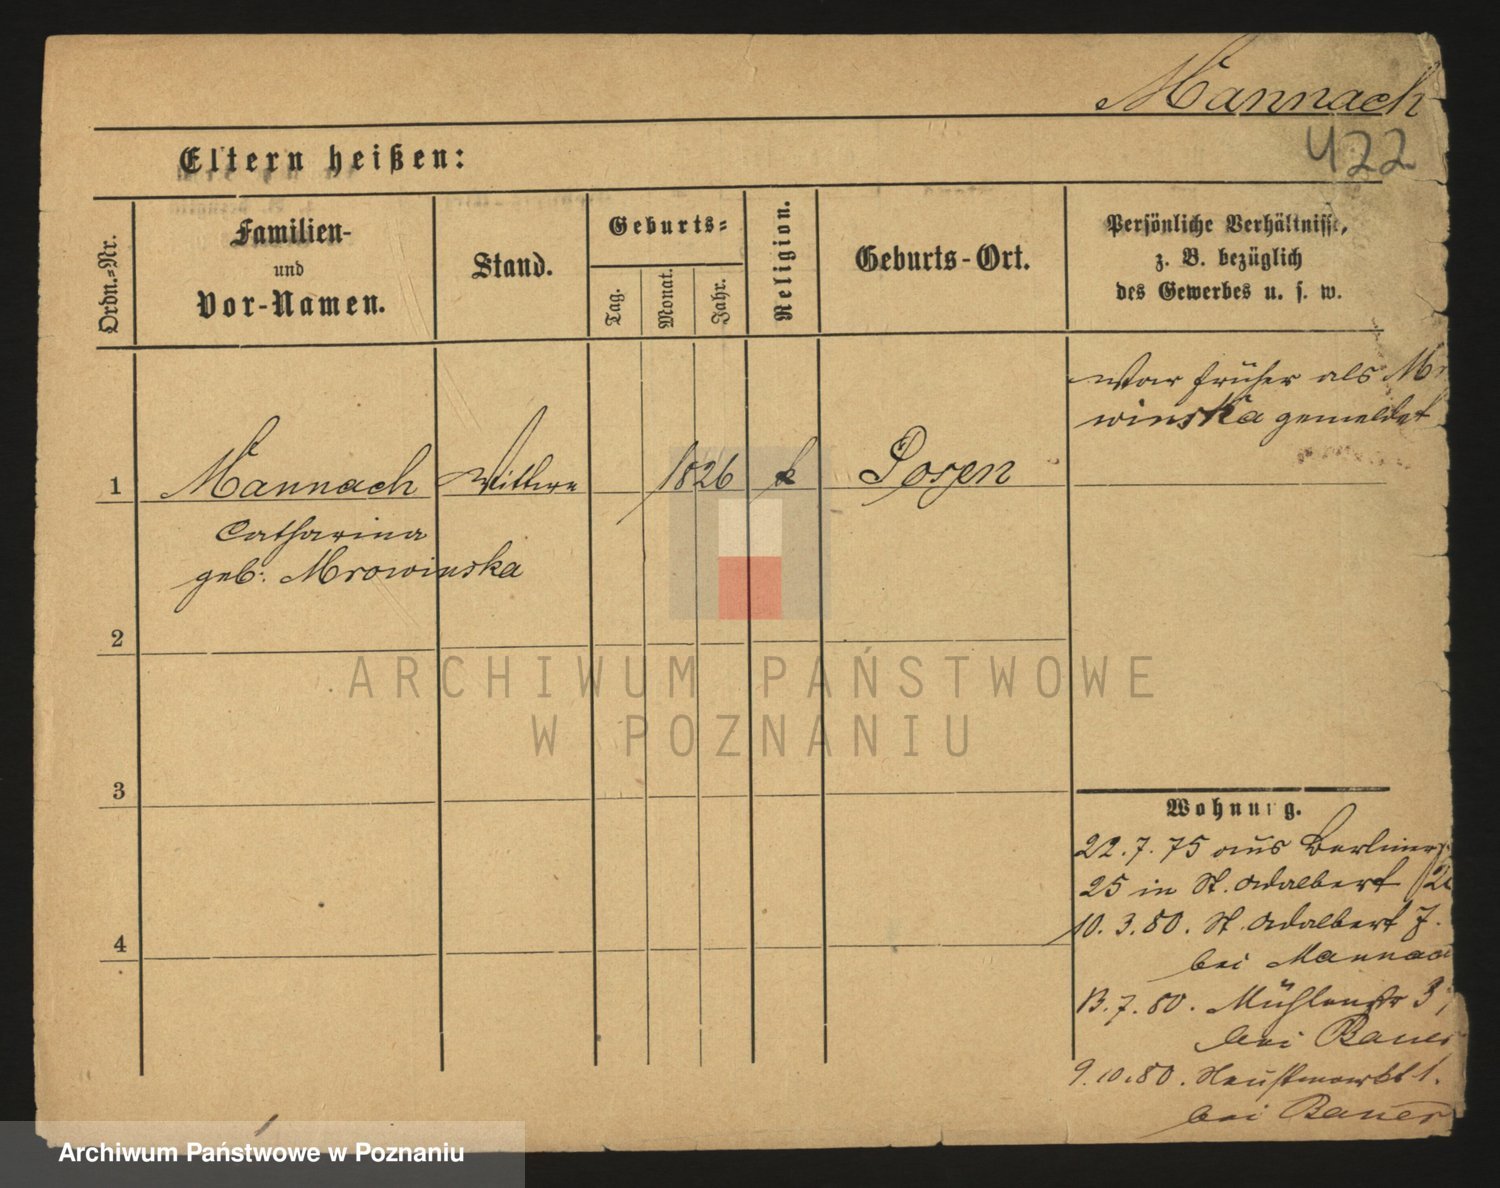 Mannach
422
Eltern heißen:
Ordn.-Nr.
Familien-
und
Vor-Namen.
Stand.
Geburts-
Tag.
Monat.
Jahr.
Religion.
Geburts-Ort.
Persönliche Verhältnisse,
z. B. bezüglich
des Gewerbes u. s. w.
War früher als Mr
winska gemeldet
1 Mannach Wittwe 1826 k Posen
Catharina
geb: Mrowinska
2
3
4
Wohnung.
22.7.75 aus Berliners
25 in St. Adalbert
10.3.80. St. Adalbert 7.
bei Mannach
13.7.80. Mühlenstr 3
bei Bauer
9.10.80. 1.
bei Bauer
ARCHIWUM PAŃSTWOWE
W POZNANIU
Archiwum Państwowe w Poznaniu